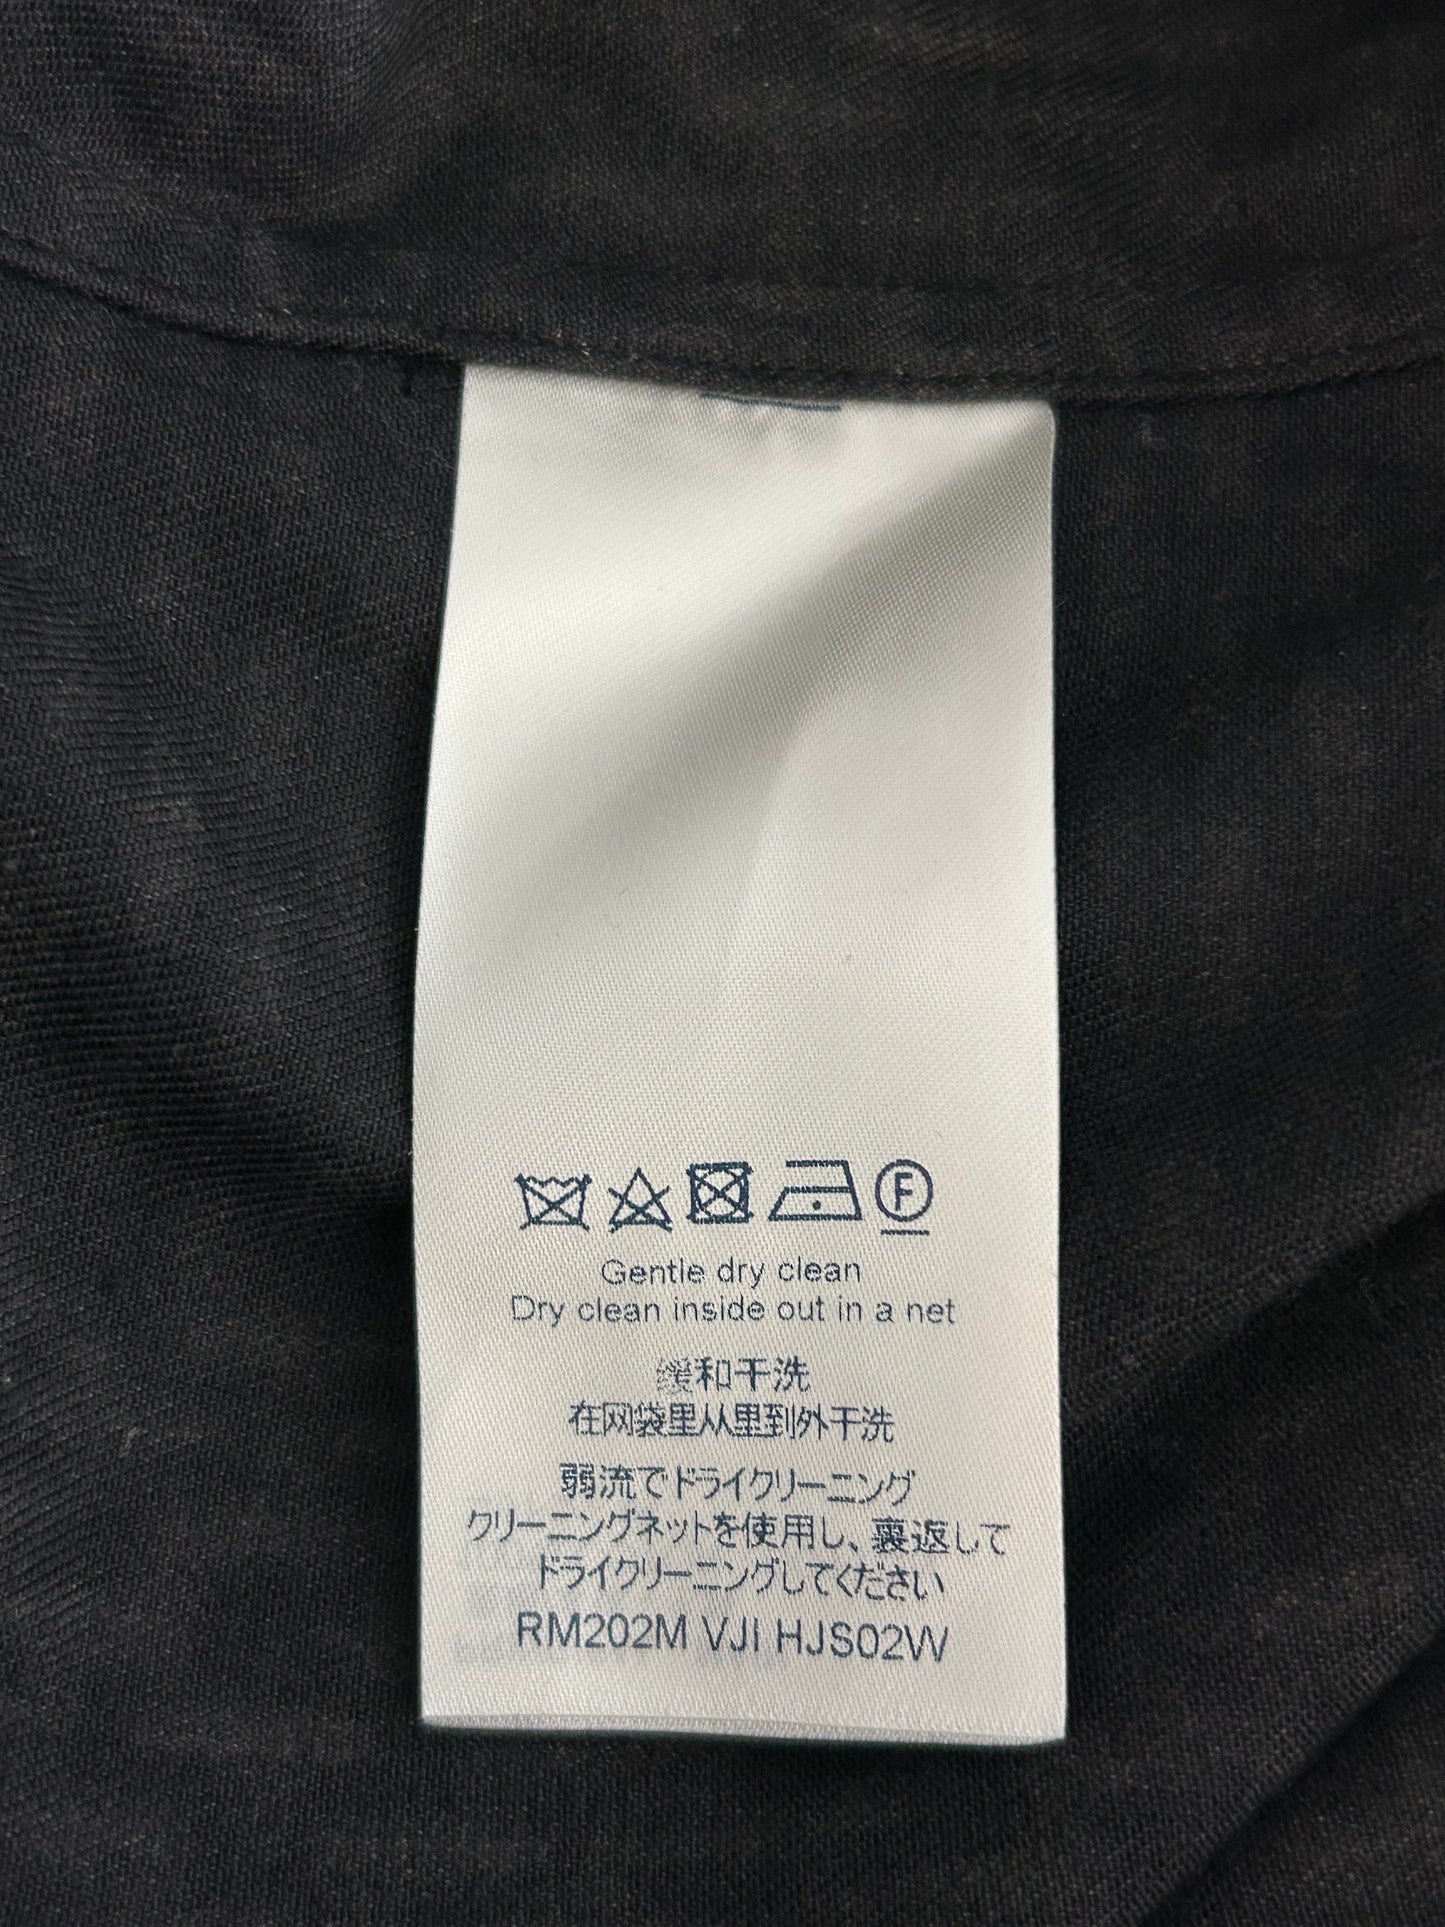 F
Gentle dry clean
Dry clean inside out in a net
缓和干洗
在网袋里从里到外干洗
弱流でドライクリーニング
クリーニングネットを使用し、裏返して
ドライクリーニングしてください
RM202M VJI HJS02W